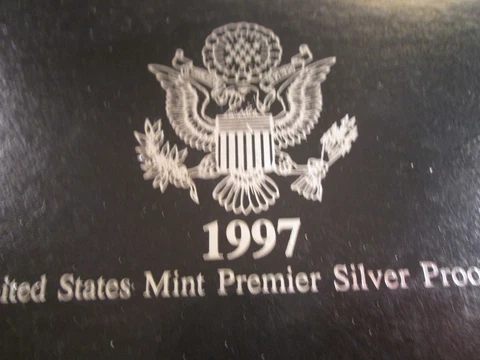 1997
ited States Mint Premier Silver Proo